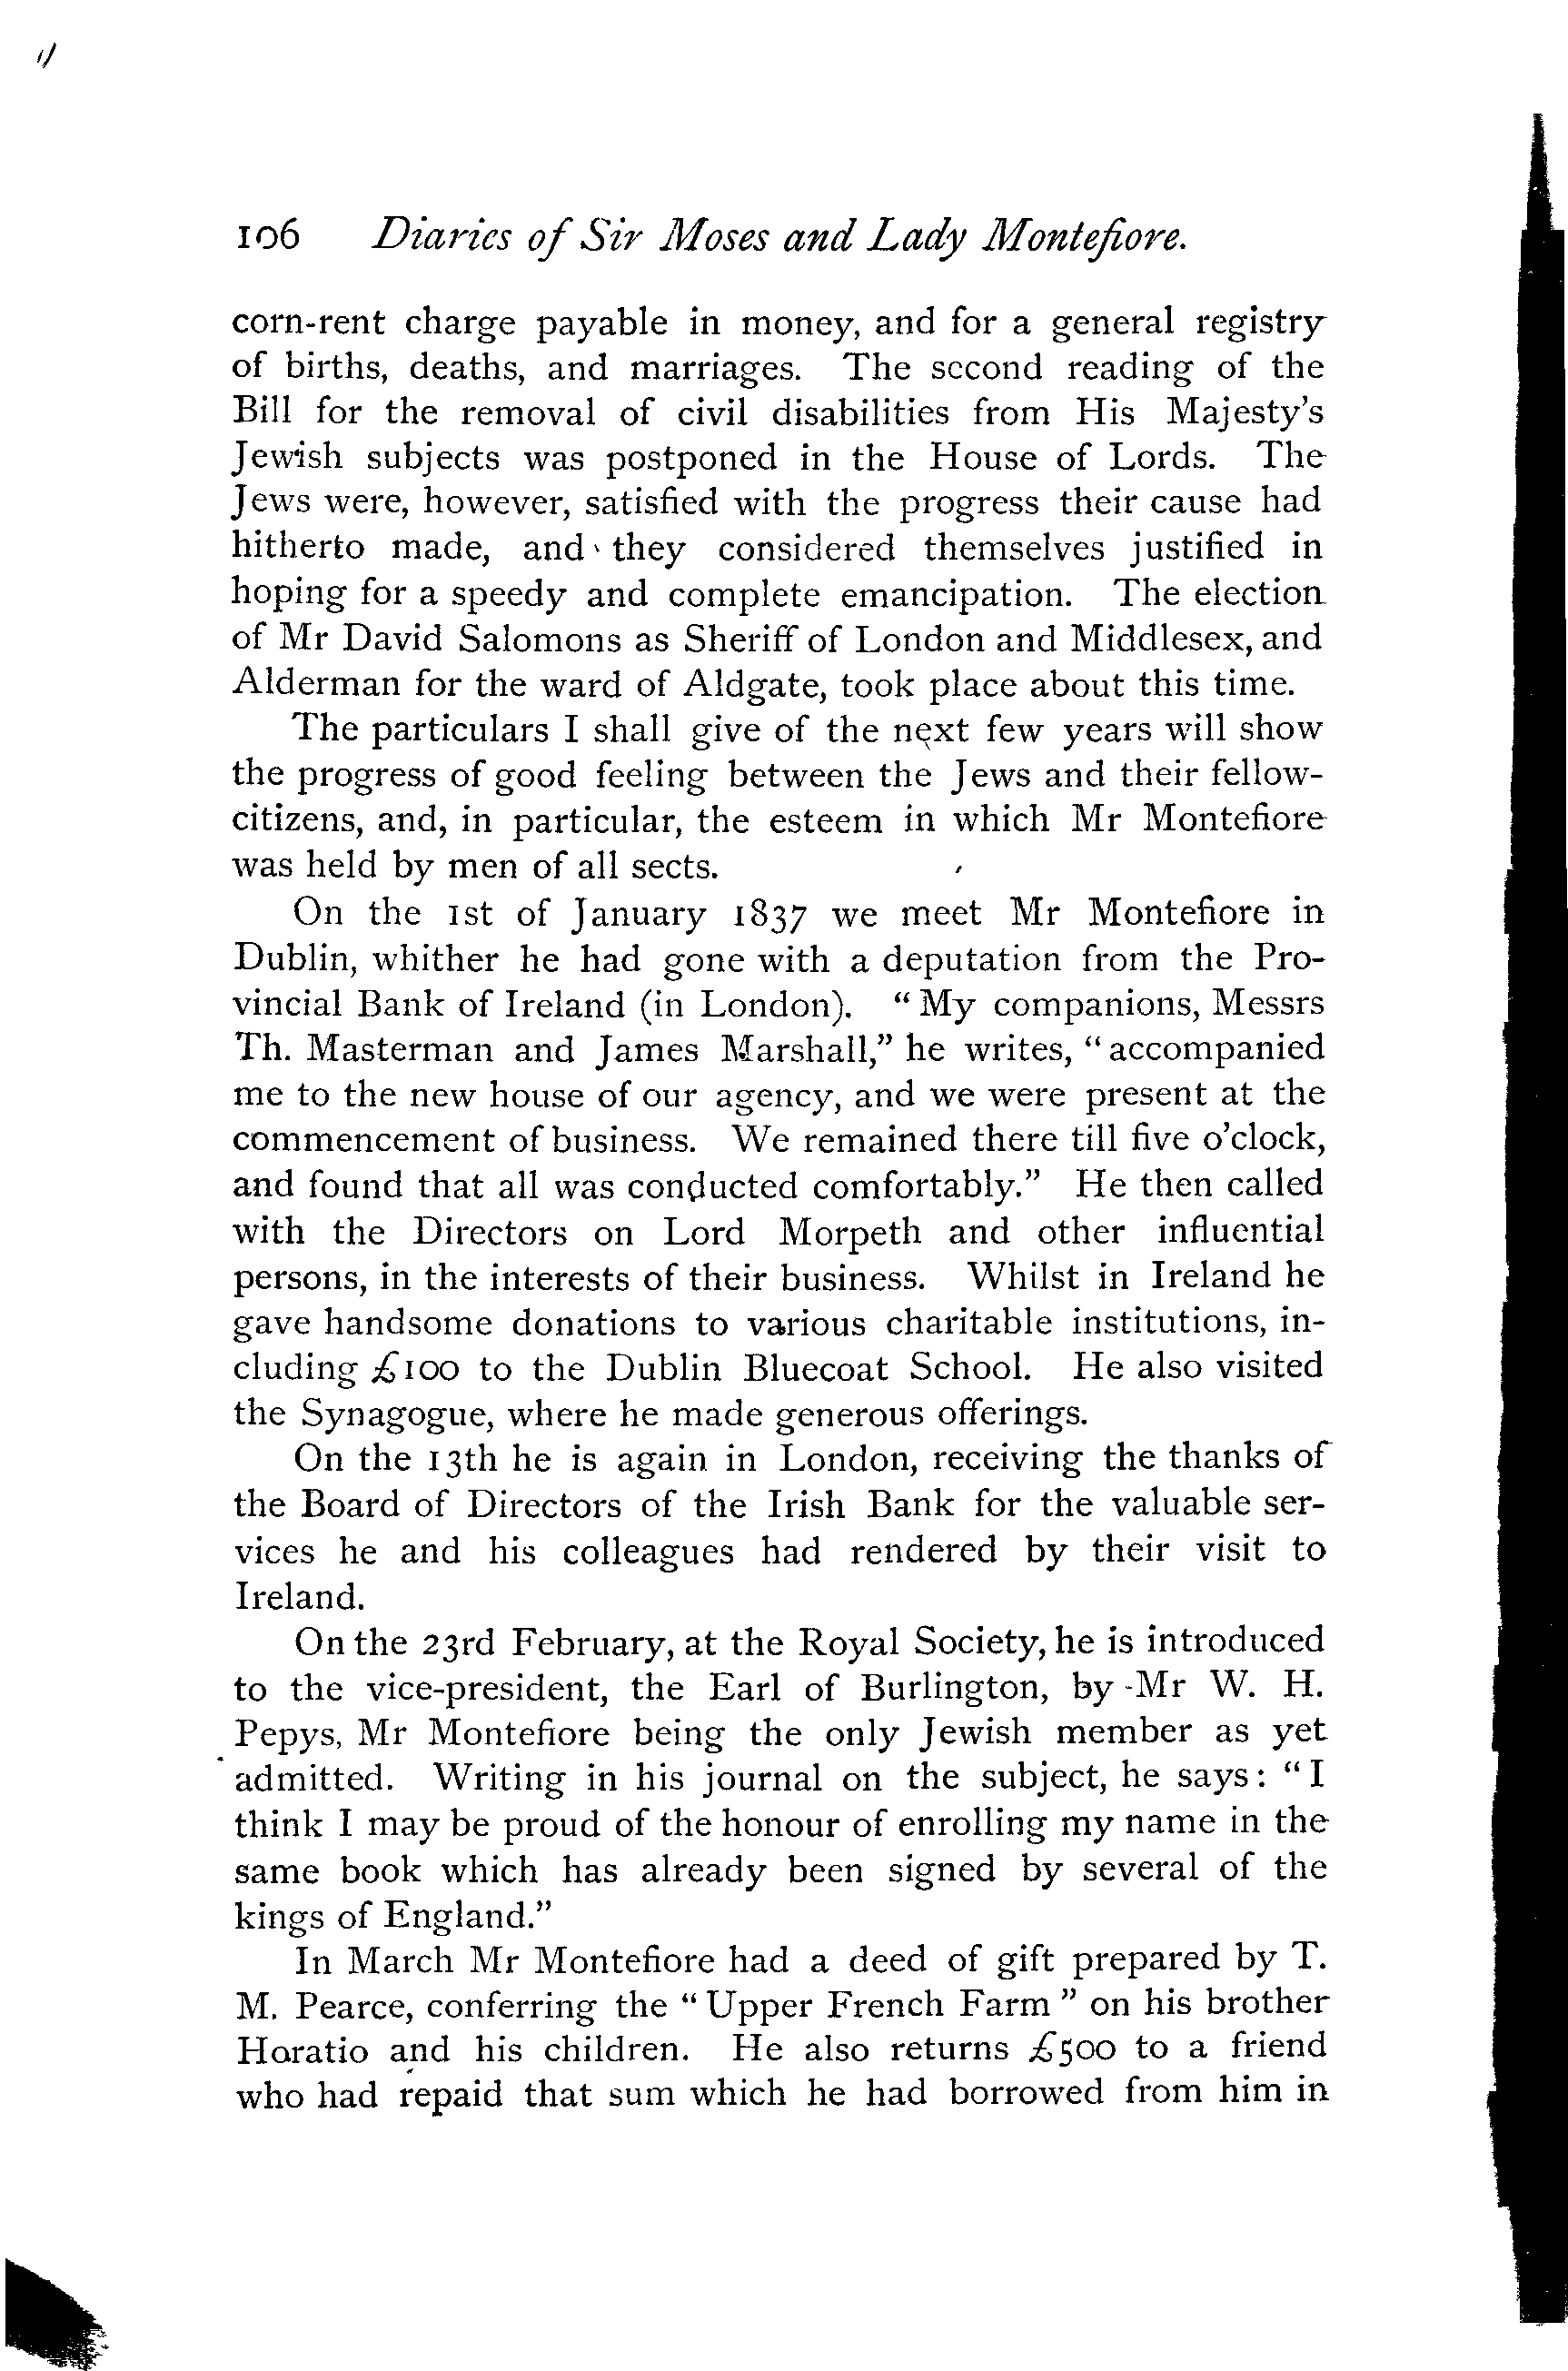 106 Diaries of Sir Moses and Lady Montefiore.
corn-rent charge payable in money, and for a general registry
of births, deaths, and marriages. The second reading of the
Bill for the removal of civil disabilities from His Majesty's
Jewish subjects was postponed in the House of Lords. The
Jews were, however, satisfied with the progress their cause had
hitherto made, and they considered themselves justified in
hoping for a speedy and complete emancipation. The election
of Mr David Salomons as Sheriff of London and Middlesex, and
Alderman for the ward of Aldgate, took place about this time.
The particulars I shall give of the next few years will show
the progress of good feeling between the Jews and their fellow-
citizens, and, in particular, the esteem in which Mr Montefiore
was held by men of all sects.
On the 1st of January 1837 we meet Mr Montefiore in
Dublin, whither he had gone with a deputation from the Pro-
vincial Bank of Ireland (in London). "My companions, Messrs
Th. Masterman and James Marshall," he writes, "accompanied
me to the new house of our agency, and we were present at the
commencement of business. We remained there till five o'clock,
and found that all was conducted comfortably." He then called
with the Directors on Lord Morpeth and other influential
persons, in the interests of their business. Whilst in Ireland he
gave handsome donations to various charitable institutions, in-
cluding £100 to the Dublin Bluecoat School. He also visited
the Synagogue, where he made generous offerings.
On the 13th he is again in London, receiving the thanks of
the Board of Directors of the Irish Bank for the valuable ser-
vices he and his colleagues had rendered by their visit to
Ireland.
On the 23rd February, at the Royal Society, he is introduced
to the vice-president, the Earl of Burlington, by Mr W. H.
Pepys, Mr Montefiore being the only Jewish member as yet
admitted. Writing in his journal on the subject, he says: "I
think I may be proud of the honour of enrolling my name in the
same book which has already been signed by several of the
kings of England."
In March Mr Montefiore had a deed of gift prepared by T.
M. Pearce, conferring the "Upper French Farm" on his brother
Horatio and his children. He also returns £500 to a friend
who had repaid that sum which he had borrowed from him in